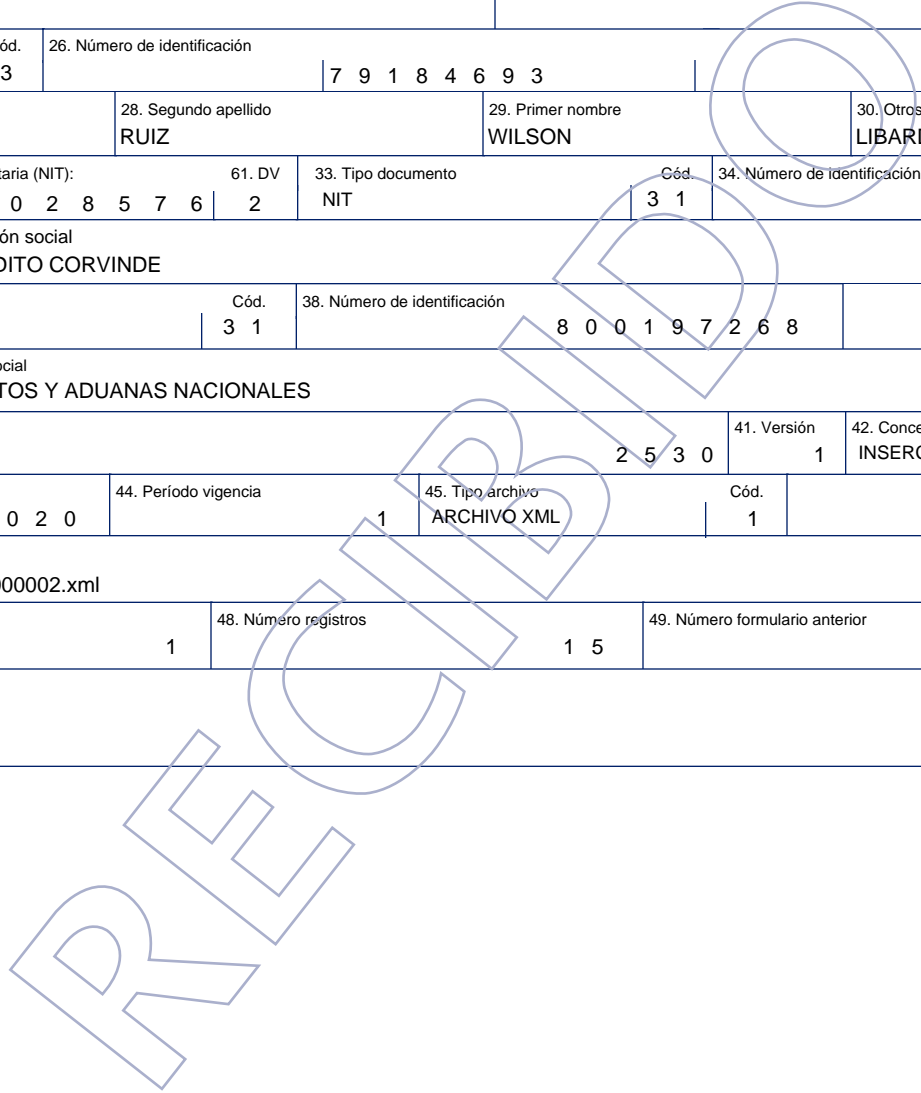 ód. 26. Número de identificación
3 7 9 1 8 4 6 9 3
28. Segundo apellido 29. Primer nombre 30. Otros
RUIZ WILSON LIBARD
taria (NIT): 61. DV 33. Tipo documento Cód. 34. Número de identificación
0 2 8 5 7 6 2 NIT 3 1
ón social
DITO CORVINDE
Cód. 38. Número de identificación
3 1 8 0 0 1 9 7 2 6 8
ocial
TOS Y ADUANAS NACIONALES
41. Versión 42. Conce
2 5 3 0 1 INSERC
44. Período vigencia 45. Tipo archivo Cód.
0 2 0 1 ARCHIVO XML 1
000002.xml
48. Número registros 49. Número formulario anterior
1 1 5
RECIBIDO